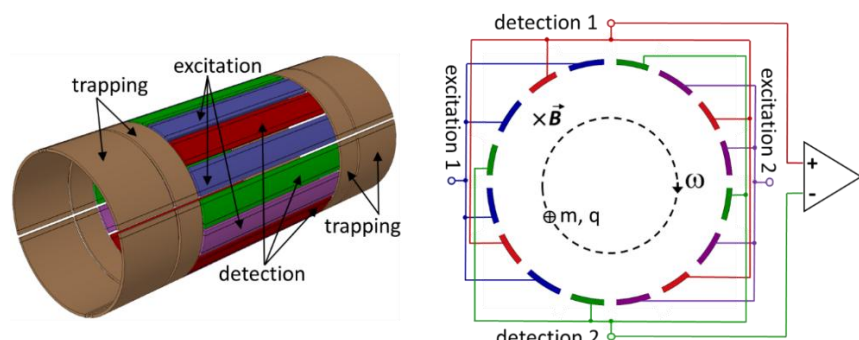 trapping
excitation
detection
trapping
detection 1
excitation 1
× B⃗
ω
⊕ m, q
excitation 2
detection 2
+
-